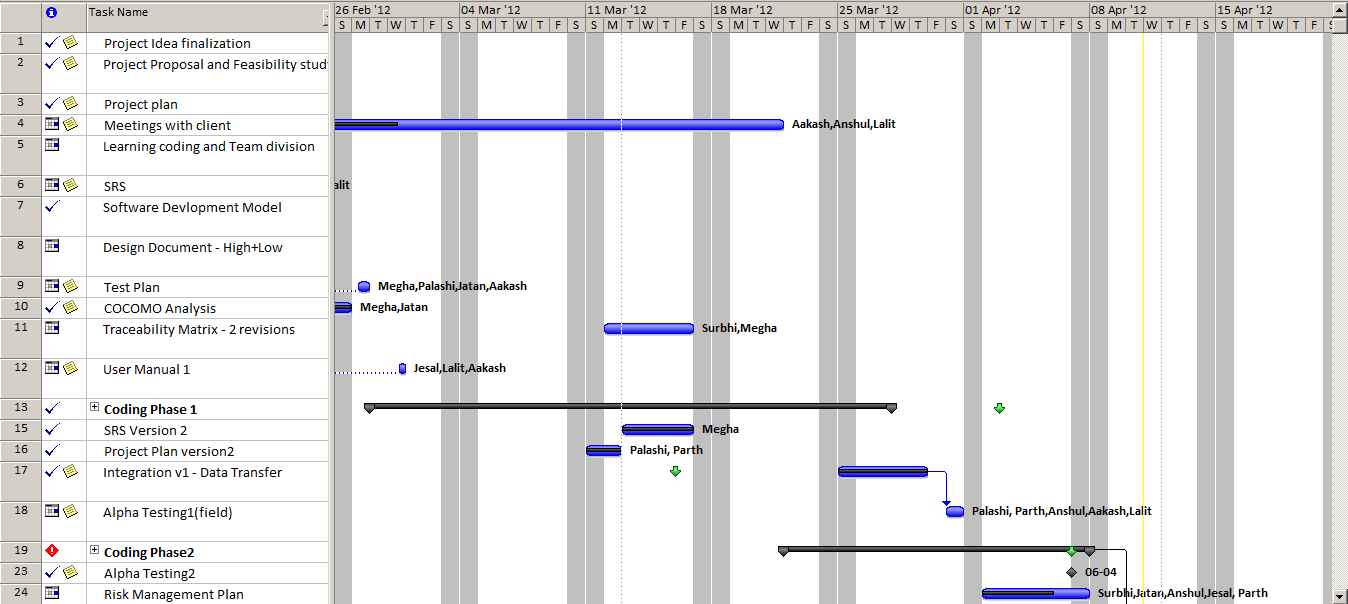 Task Name 26 Feb '12 04 Mar '12 11 Mar '12 18 Mar '12 25 Mar '12 01 Apr '12 08 Apr '12 15 Apr '12
S M T W T F S S M T W T F S S M T W T F S S M T W T F S S M T W T F S S M T W T F S S M T W T F S S M T W T F S
1 Project Idea finalization
2 Project Proposal and Feasibility stud
3 Project plan
4 Meetings with client Aakash,Anshul,Lalit
5 Learning coding and Team division
6 SRS alit
7 Software Devlopment Model
8 Design Document - High+Low
9 Test Plan Megha,Palashi,Jatan,Aakash
10 COCOMO Analysis Megha,Jatan
11 Traceability Matrix - 2 revisions Surbhi,Megha
12 User Manual 1 Jesal,Lalit,Aakash
13 Coding Phase 1
15 SRS Version 2 Megha
16 Project Plan version2 Palashi, Parth
17 Integration v1 - Data Transfer
18 Alpha Testing1(field) Palashi, Parth,Anshul,Aakash,Lalit
19 Coding Phase2
23 Alpha Testing2 06-04
24 Risk Management Plan Surbhi,Jatan,Anshul,Jesal, Parth